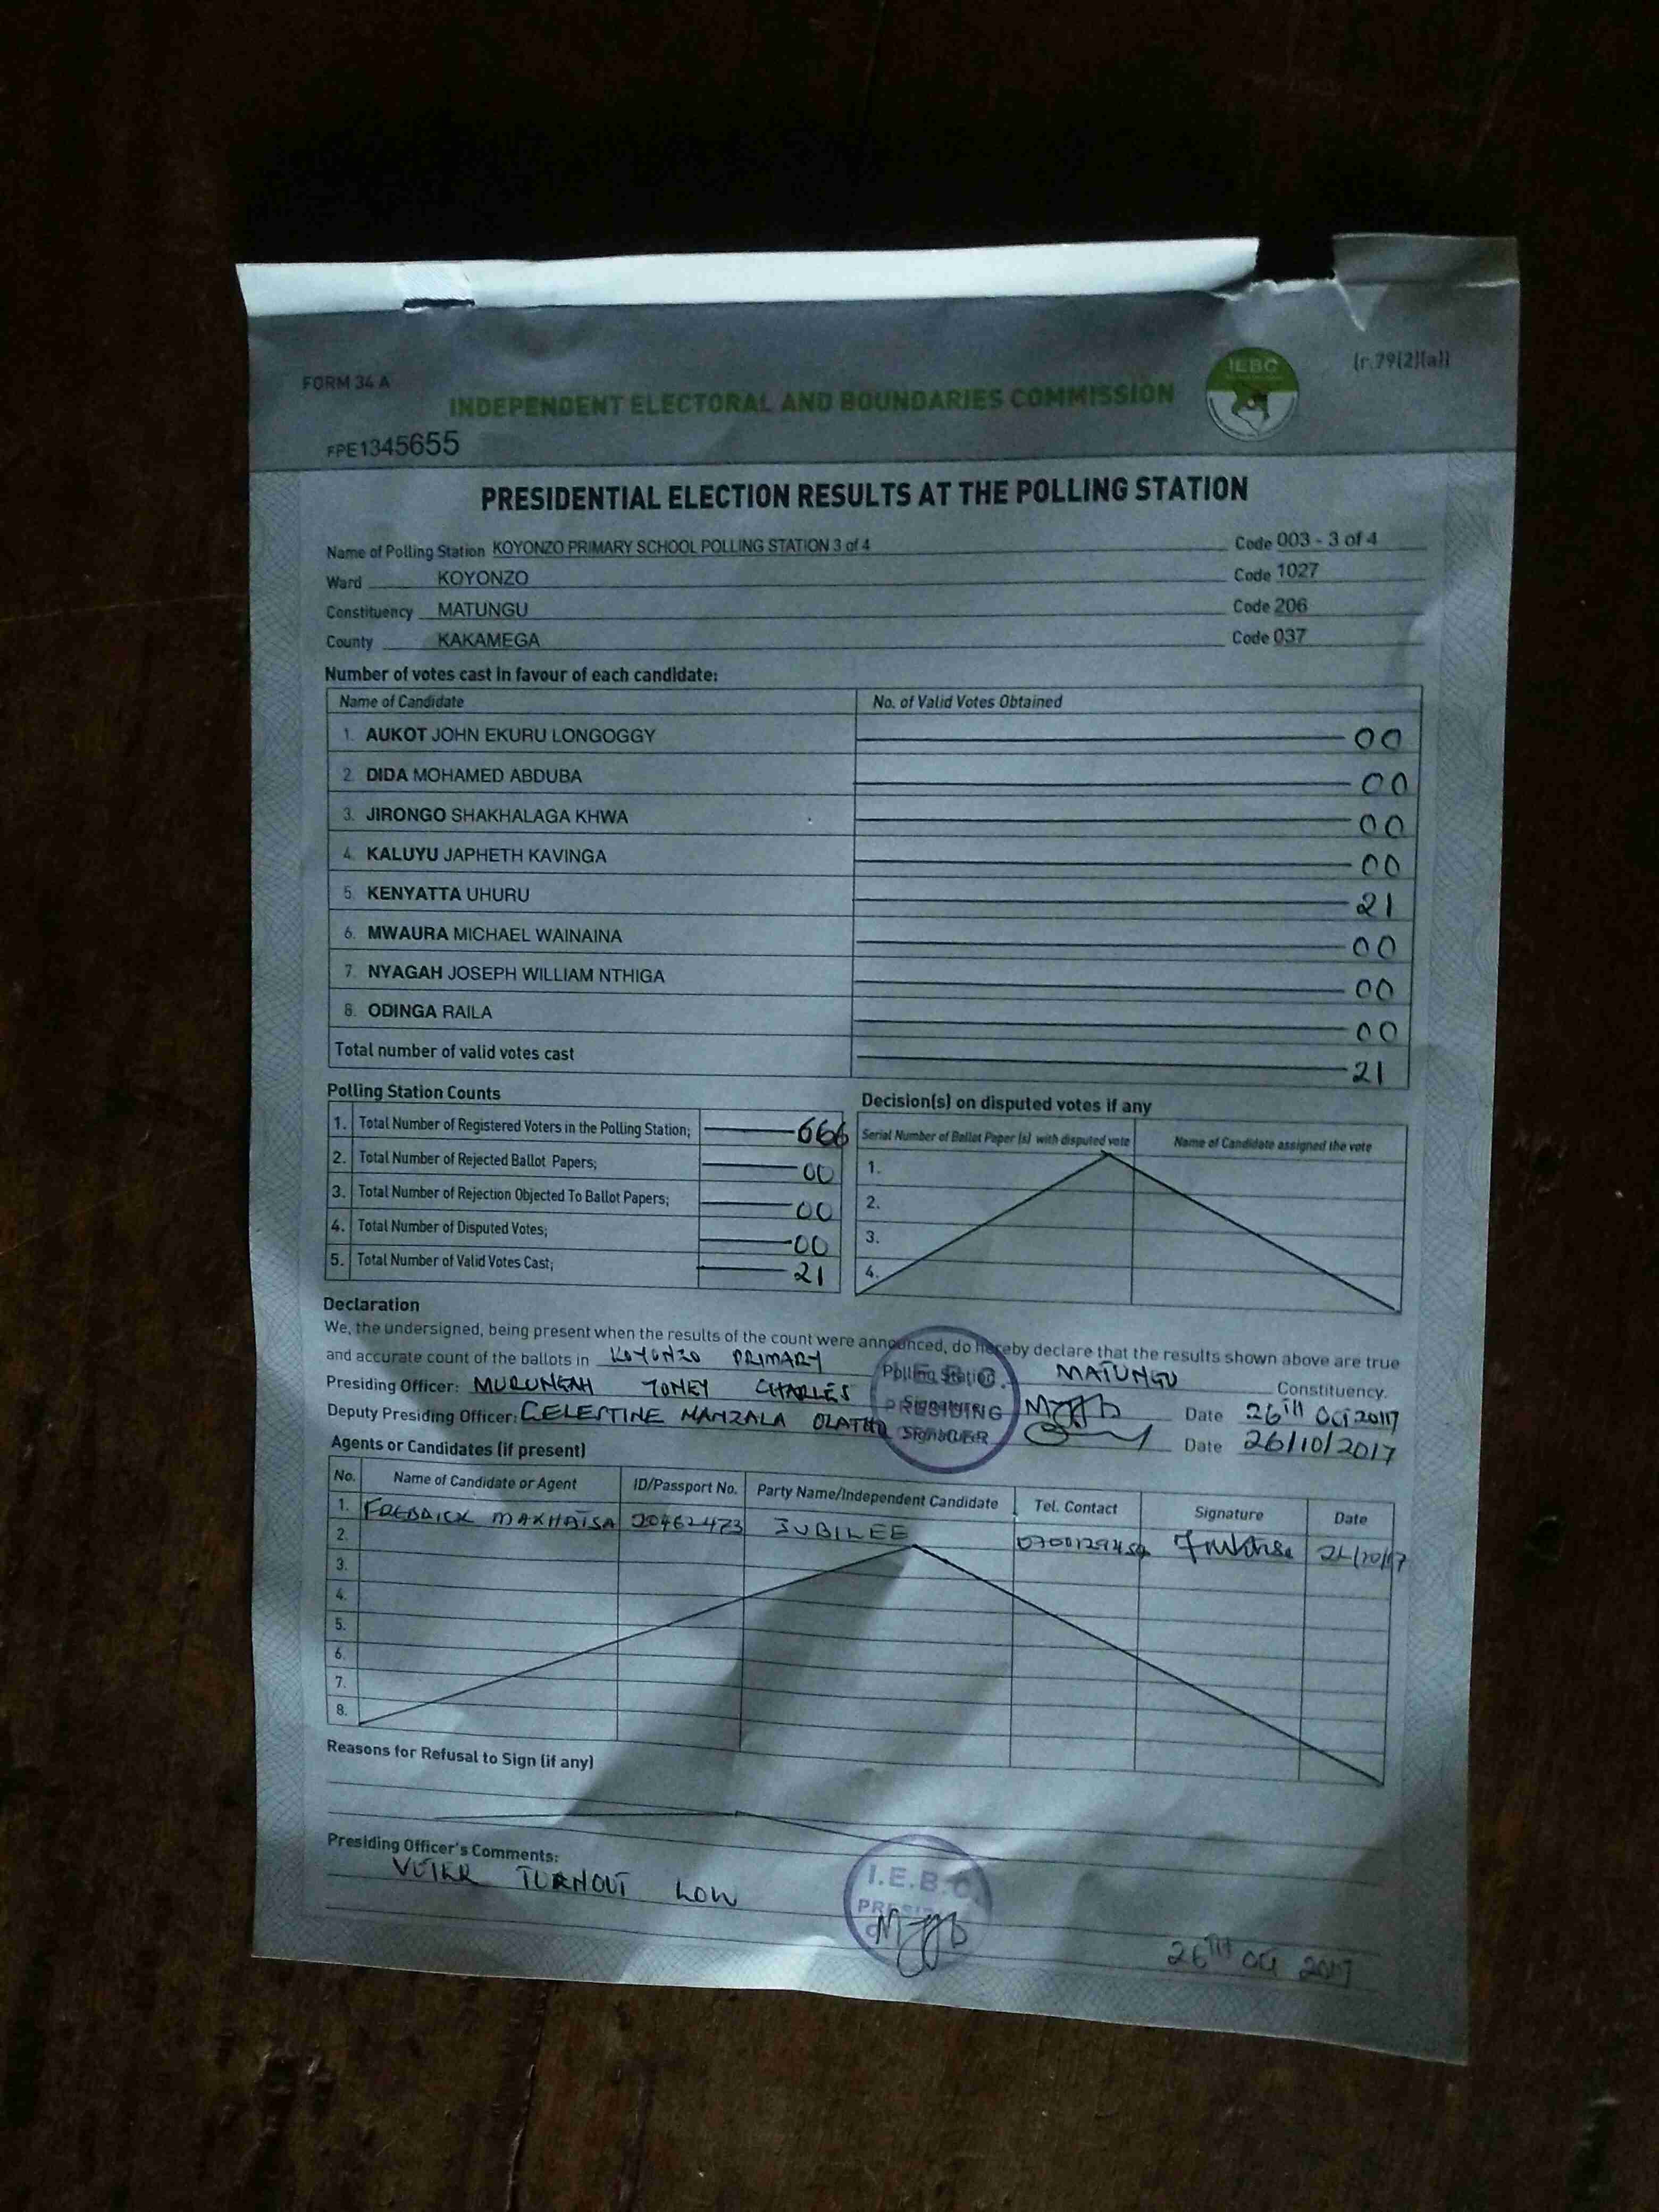 FORM 34 A
(r.79(2)(a))
IEBC
INDEPENDENT ELECTORAL AND BOUNDARIES COMMISSION
FPE1345655
PRESIDENTIAL ELECTION RESULTS AT THE POLLING STATION
Name of Polling Station KOYONZO PRIMARY SCHOOL POLLING STATION 3 of 4 Code 003 - 3 of 4
Ward KOYONZO Code 1027
Constituency MATUNGU Code 206
County KAKAMEGA Code 037
Number of votes cast in favour of each candidate:
Name of Candidate No. of Valid Votes Obtained
1. AUKOT JOHN EKURU LONGOGGY 00
2. DIDA MOHAMED ABDUBA 00
3. JIRONGO SHAKHALAGA KHWA 00
4. KALUYU JAPHETH KAVINGA 00
5. KENYATTA UHURU 21
6. MWAURA MICHAEL WAINAINA 00
7. NYAGAH JOSEPH WILLIAM NTHIGA 00
8. ODINGA RAILA 00
Total number of valid votes cast 21
Polling Station Counts
1. Total Number of Registered Voters in the Polling Station; 666
2. Total Number of Rejected Ballot Papers; 00
3. Total Number of Rejection Objected To Ballot Papers; 00
4. Total Number of Disputed Votes; 00
5. Total Number of Valid Votes Cast; 21
Decision(s) on disputed votes if any
Serial Number of Ballot Paper (s) with disputed vote Name of Candidate assigned the vote
1.
2.
3.
4.
Declaration
We, the undersigned, being present when the results of the count were announced, do hereby declare that the results shown above are true
and accurate count of the ballots in KOYONZO PRIMARY Polling Station. MATUNGU Constituency.
Presiding Officer: MURUNGAH TONEY CHARLES Signature Date 26TH OCT 2017
Deputy Presiding Officer: CELESTINE NAMZALA Signature Date 26/10/2017
PRESIDING
Agents or Candidates (if present)
No. Name of Candidate or Agent ID/Passport No. Party Name/Independent Candidate Tel. Contact Signature Date
1. FREDRICK MAKHAISA 20462473 JUBILEE
2.
3.
4.
5.
6.
7.
8.
Reasons for Refusal to Sign (if any)
Presiding Officer's Comments:
VOTER TURNOUT LOW
I.E.B.C.
26TH OCT 2017